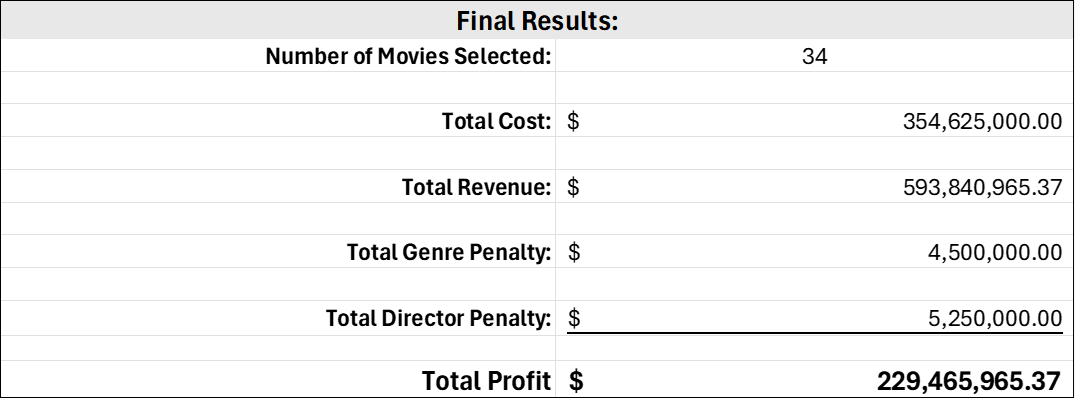 Final Results:
Number of Movies Selected: 34
Total Cost: $ 354,625,000.00
Total Revenue: $ 593,840,965.37
Total Genre Penalty: $ 4,500,000.00
Total Director Penalty: $ 5,250,000.00
Total Profit $ 229,465,965.37